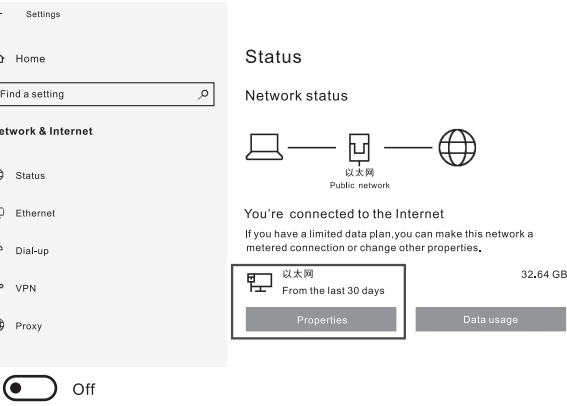 Settings
Home
Find a setting
etwork & Internet
Status
Ethernet
Dial-up
VPN
Proxy
Status
Network status
以太网
Public network
You're connected to the Internet
If you have a limited data plan,you can make this network a
metered connection or change other properties.
以太网 32.64 GB
From the last 30 days
Properties Data usage
Off